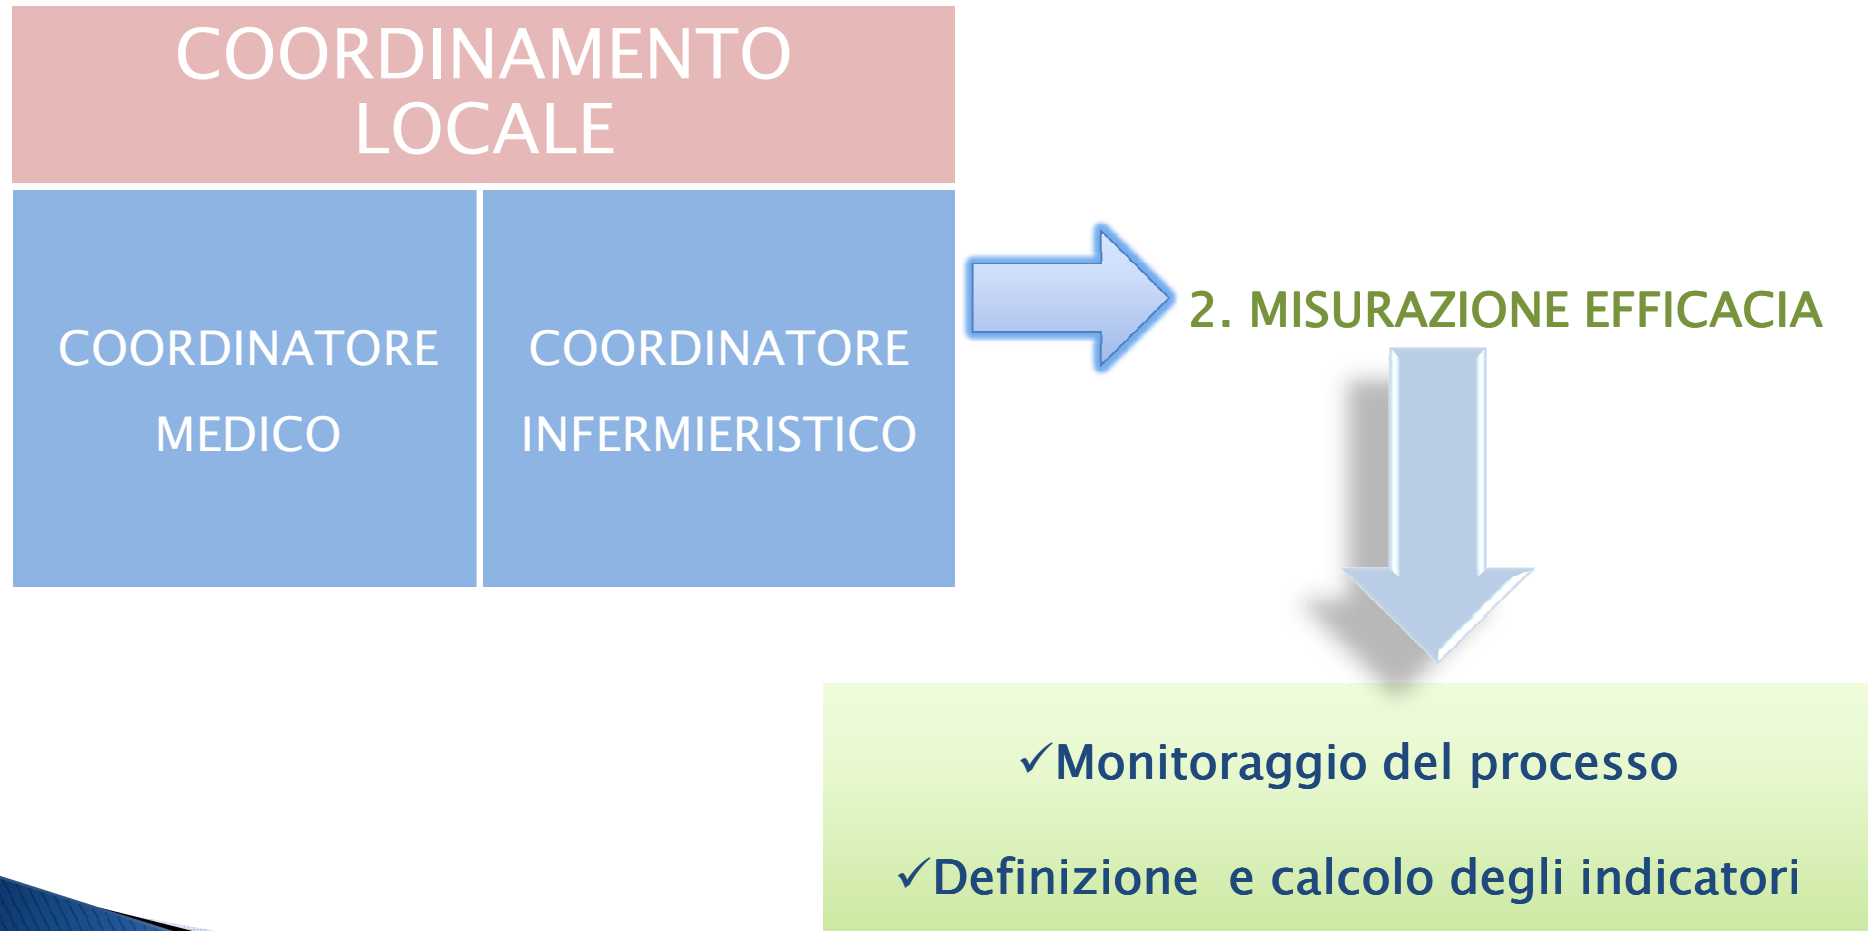 COORDINAMENTO
LOCALE
COORDINATORE
MEDICO
COORDINATORE
INFERMIERISTICO
2. MISURAZIONE EFFICACIA
✓Monitoraggio del processo
✓Definizione e calcolo degli indicatori